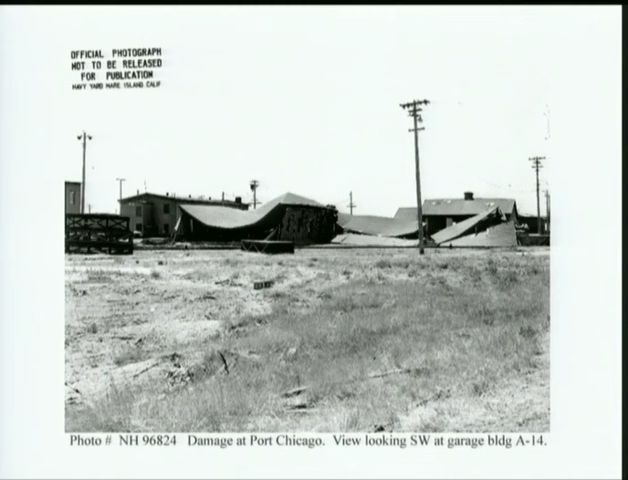 OFFICIAL PHOTOGRAPH
NOT TO BE RELEASED
FOR PUBLICATION
NAVY YARD MARE ISLAND, CALIF
Photo # NH 96824 Damage at Port Chicago. View looking SW at garage bldg A-14.